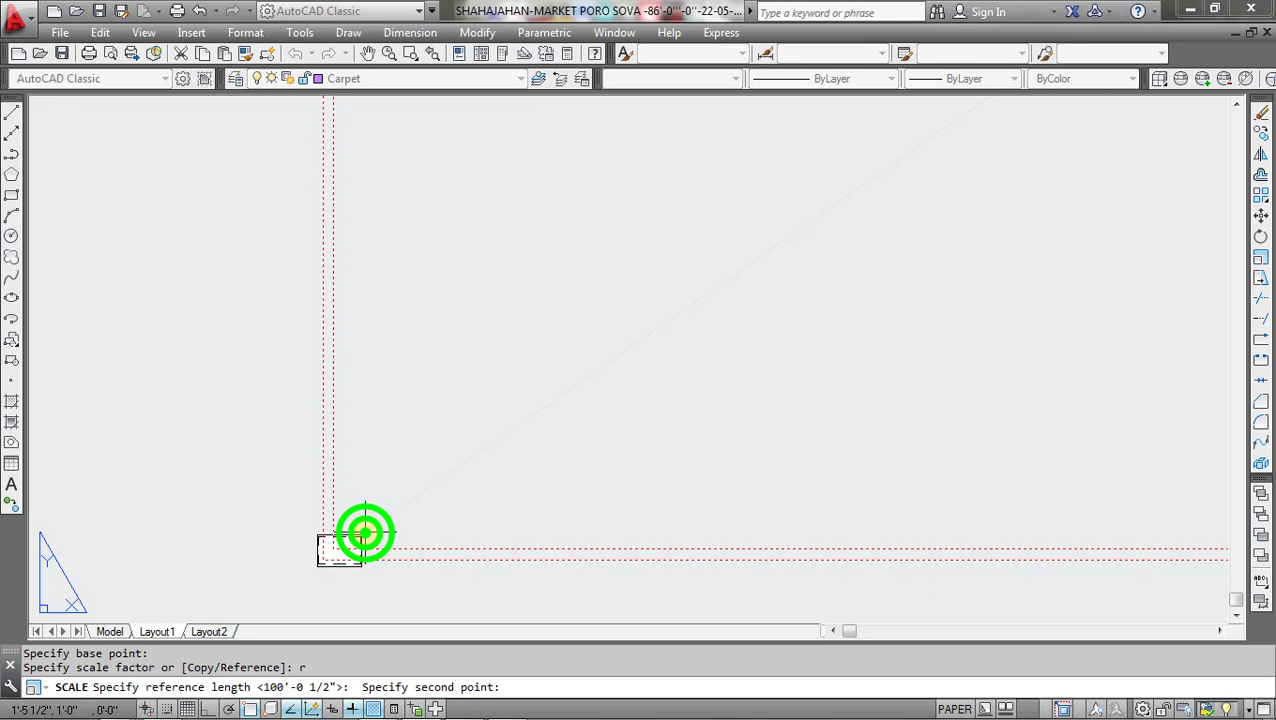 AutoCAD Classic
SHAHAJAHAN-MARKET PORO SOVA -86'-0'''-0''-22-05-...
Type a keyword or phrase
Sign In
File Edit View Insert Format Tools Draw Dimension Modify Parametric Window Help Express
AutoCAD Classic
Carpet
ByLayer
ByLayer
ByColor
Y
X
Model Layout1 Layout2
Specify base point:
Specify scale factor or [Copy/Reference]: r
SCALE Specify reference length <100'-0 1/2">: Specify second point:
1'-5 1/2", 1'-0" ,0'-0"
PAPER